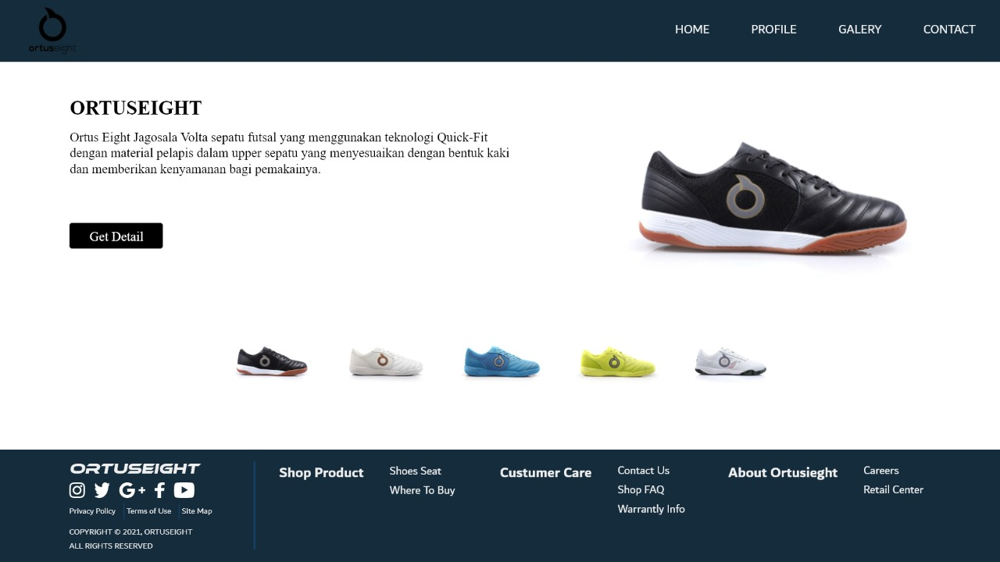 ortuseight
HOME PROFILE GALERY CONTACT
ORTUSEIGHT
Ortus Eight Jagosala Volta sepatu futsal yang menggunakan teknologi Quick-Fit
dengan material pelapis dalam upper sepatu yang menyesuaikan dengan bentuk kaki
dan memberikan kenyamanan bagi pemakainya.
Get Detail
ORTUSEIGHT
Privacy Policy Terms of Use Site Map
COPYRIGHT © 2021, ORTUSEIGHT
ALL RIGHTS RESERVED
Shop Product
Shoes Seat
Where To Buy
Custumer Care
Contact Us
Shop FAQ
Warrantly Info
About Ortusieght
Careers
Retail Center